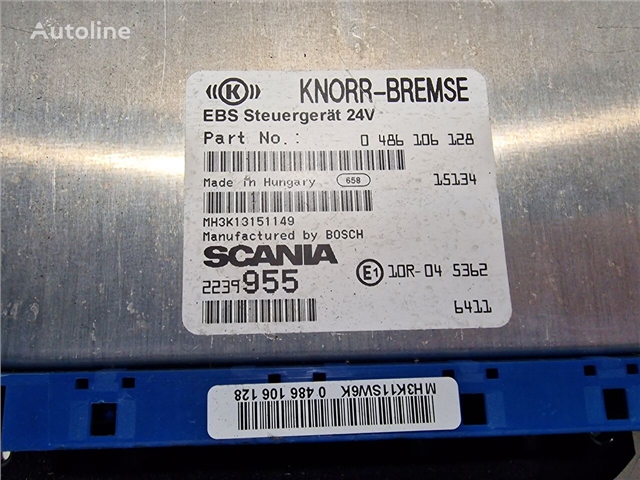 Autoline
((K)) KNORR-BREMSE
EBS Steuergerät 24V
Part No.: 0 486 106 128
Made in Hungary 658 15134
MH3K13151149
Manufactured by BOSCH
SCANIA
2239955 E1 10R-04 5362
6411
MH3K11SW6K
0 486 106 128